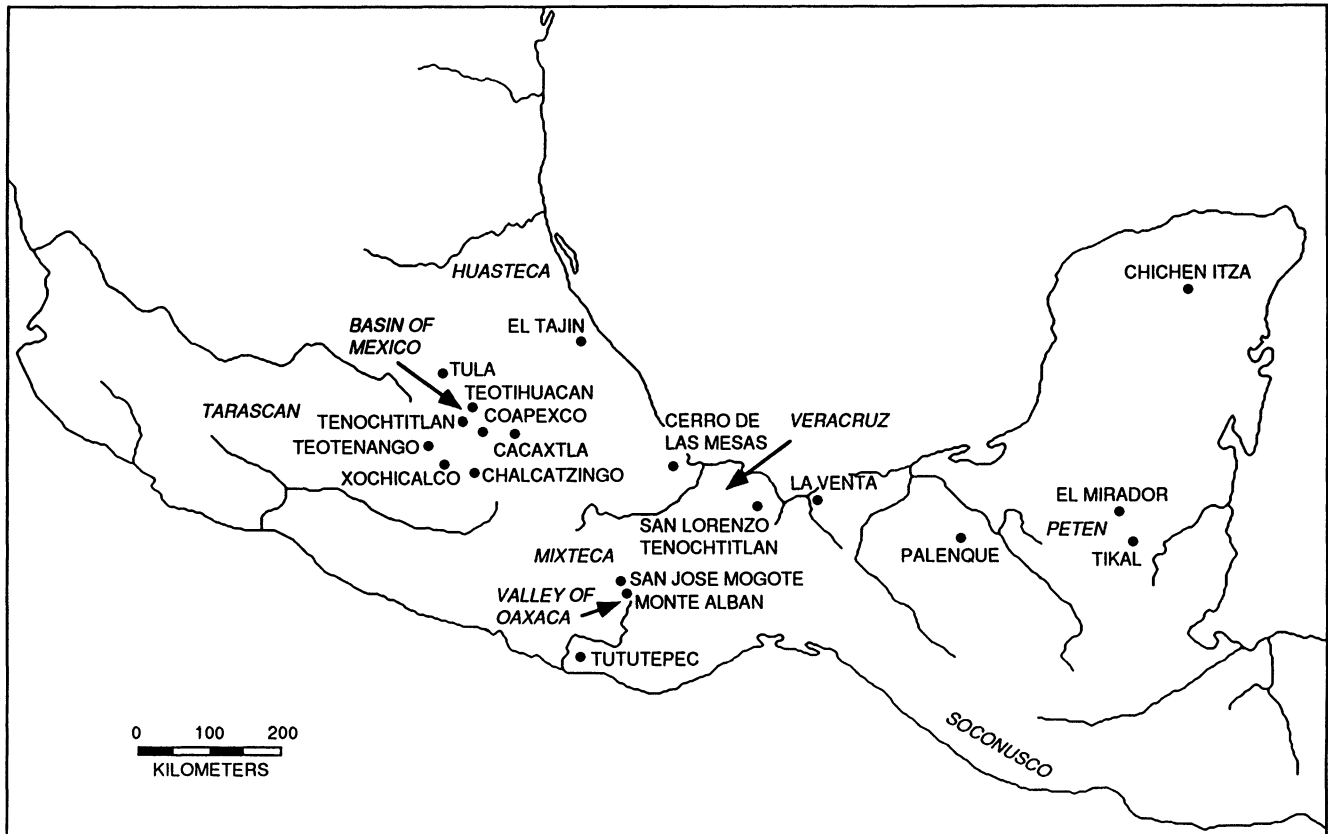 HUASTECA
CHICHEN ITZA
BASIN OF
MEXICO
EL TAJIN
TULA
TEOTIHUACAN
TARASCAN
TENOCHTITLAN
COAPEXCO
CERRO DE
LAS MESAS
VERACRUZ
TEOTENANGO
CACAXTLA
XOCHICALCO
CHALCATZINGO
LA VENTA
EL MIRADOR
SAN LORENZO
TENOCHTITLAN
PETEN
MIXTECA
PALENQUE
TIKAL
SAN JOSE MOGOTE
VALLEY OF
OAXACA
MONTE ALBAN
TUTUTEPEC
SOCONUSCO
0 100 200
KILOMETERS